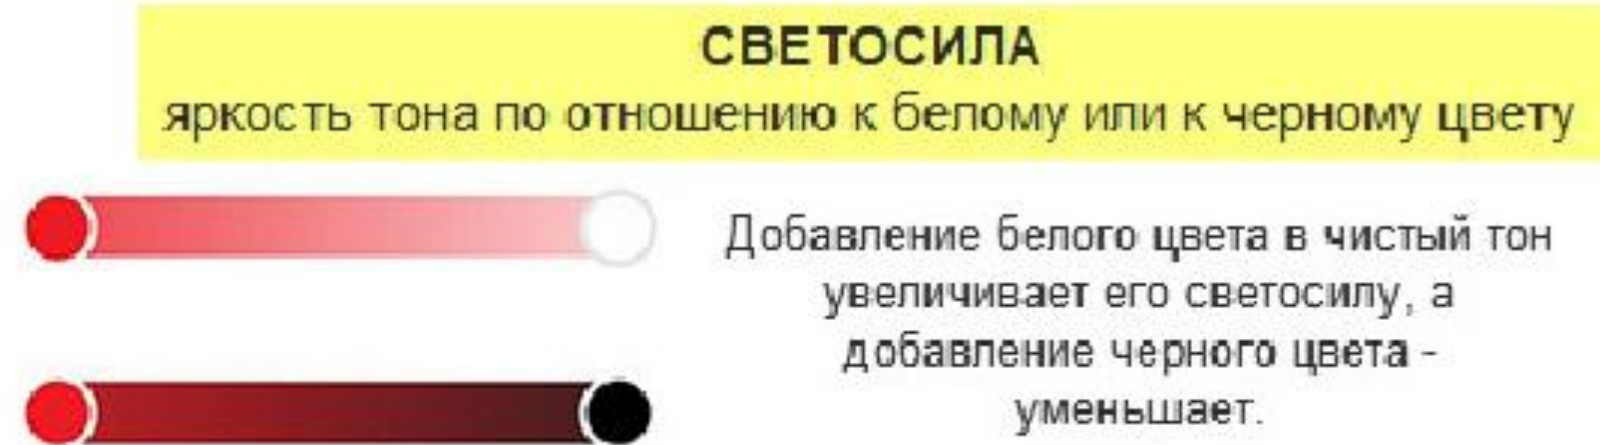 СВЕТОСИЛА
яркость тона по отношению к белому или к черному цвету
Добавление белого цвета в чистый тон
увеличивает его светосилу, а
добавление черного цвета -
уменьшает.